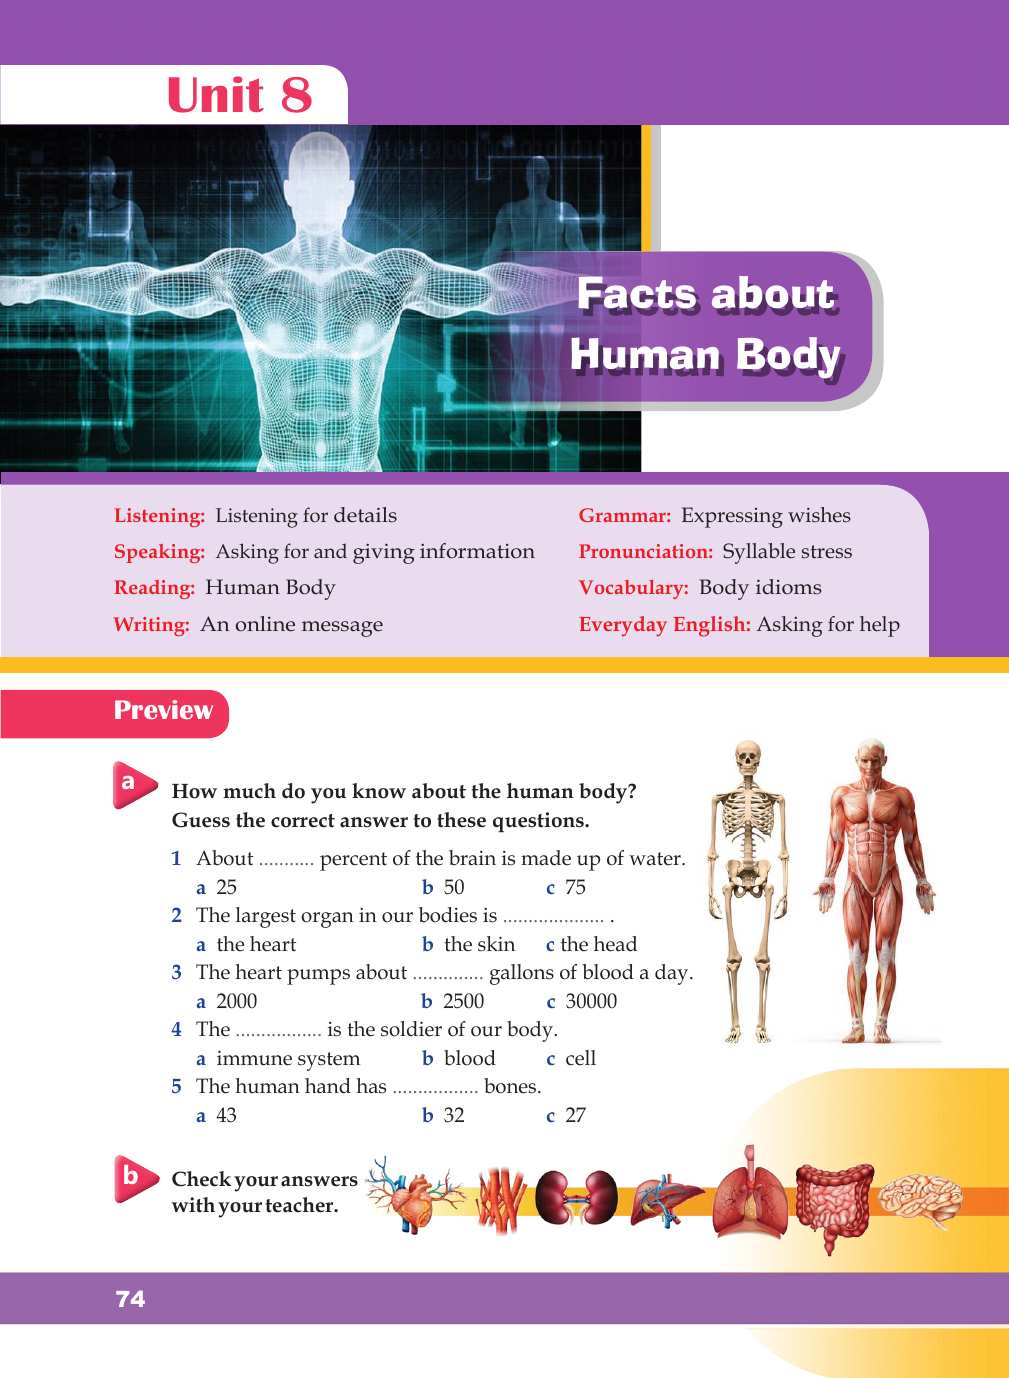 Unit 8
Facts about
Human Body
Listening: Listening for details
Speaking: Asking for and giving information
Reading: Human Body
Writing: An online message
Grammar: Expressing wishes
Pronunciation: Syllable stress
Vocabulary: Body idioms
Everyday English: Asking for help
Preview
a
How much do you know about the human body?
Guess the correct answer to these questions.
1 About ........... percent of the brain is made up of water.
a 25 b 50 c 75
2 The largest organ in our bodies is .................... .
a the heart b the skin c the head
3 The heart pumps about .............. gallons of blood a day.
a 2000 b 2500 c 30000
4 The ................. is the soldier of our body.
a immune system b blood c cell
5 The human hand has ................. bones.
a 43 b 32 c 27
b
Check your answers
with your teacher.
74